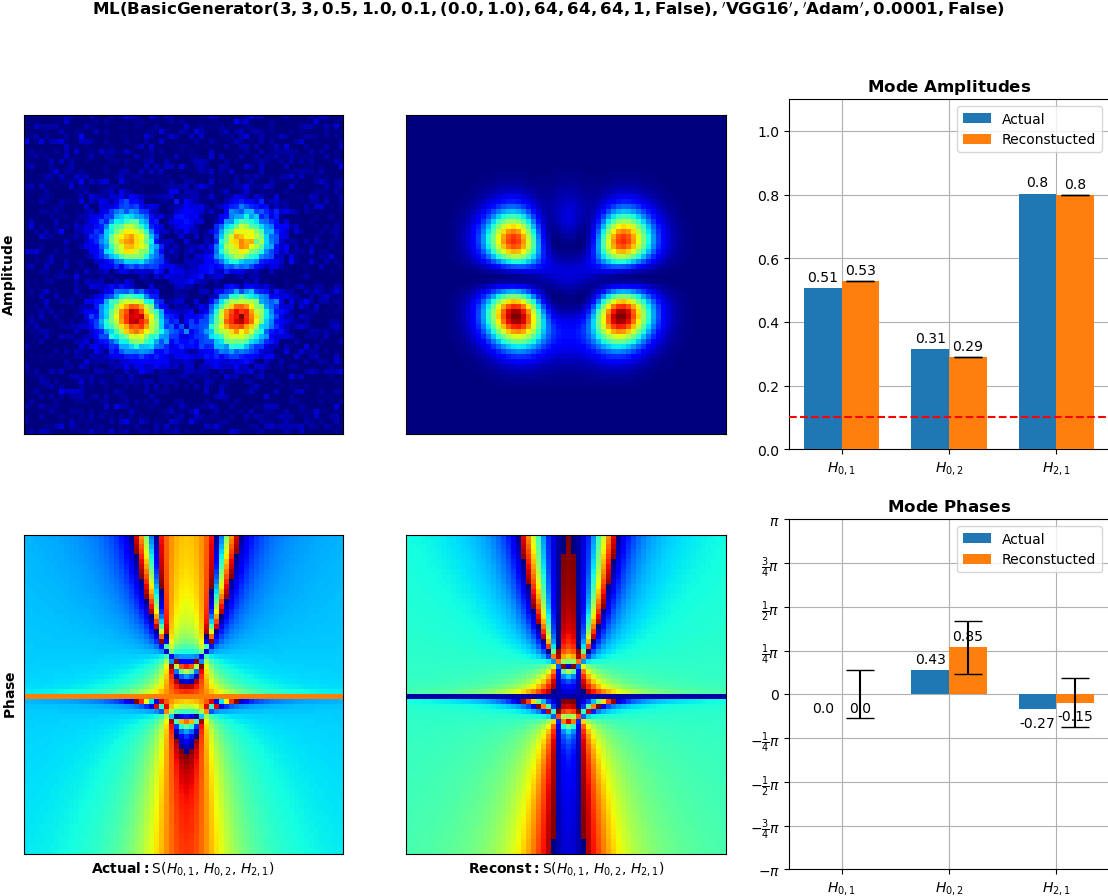 ML(BasicGenerator(3, 3, 0.5, 1.0, 0.1, (0.0, 1.0), 64, 64, 64, 1, False), ′VGG16′, ′Adam′, 0.0001, False)
Amplitude
Mode Amplitudes
Actual
Reconstucted
1.0
0.8
0.6
0.4
0.2
0.0
0.51
0.53
0.31
0.29
0.8
0.8
H₀,₁
H₀,₂
H₂,₁
Phase
Actual: S(H₀,₁, H₀,₂, H₂,₁)
Reconst: S(H₀,₁, H₀,₂, H₂,₁)
Mode Phases
Actual
Reconstucted
π
3/4π
1/2π
1/4π
0
−1/4π
−1/2π
−3/4π
−π
0.0
0.0
0.43
0.85
-0.27
-0.15
H₀,₁
H₀,₂
H₂,₁